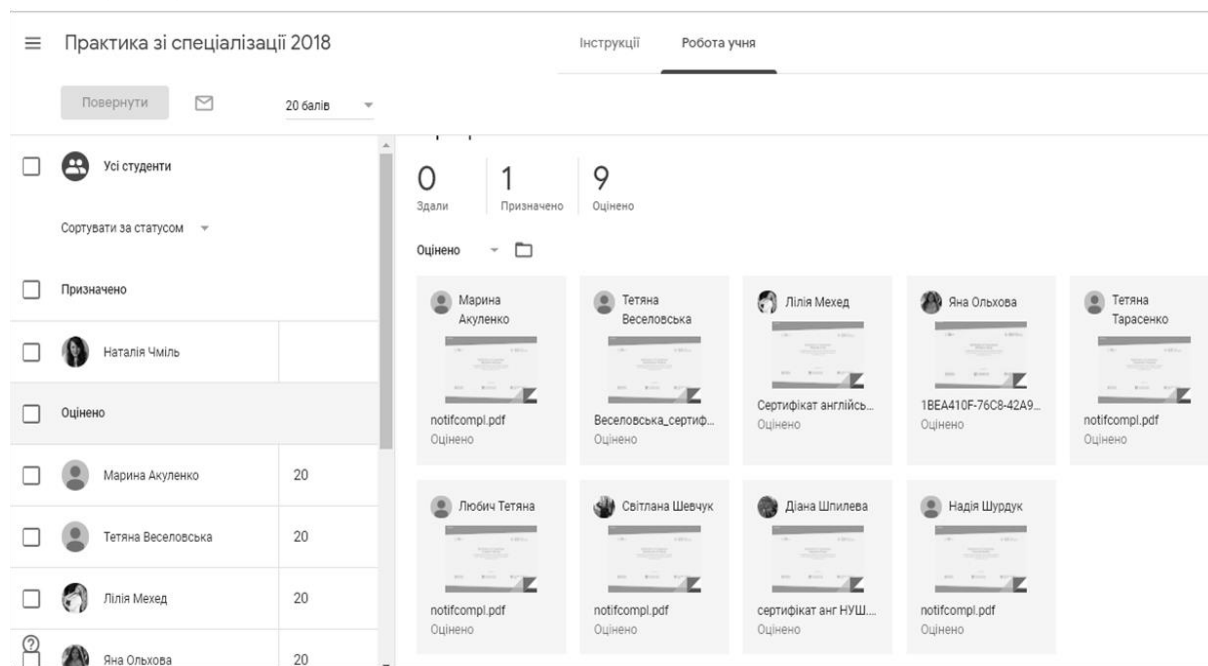 Практика зі спеціалізації 2018
Інструкції
Робота учня
Повернути
20 балів
Усі студенти
Сортувати за статусом
Призначено
Наталія Чміль
Оцінено
Марина Акуленко
20
Тетяна Веселовська
20
Лілія Мехед
20
Яна Ольхова
20
0
Здали
1
Призначено
9
Оцінено
Оцінено
Марина
Акуленко
notifcompl.pdf
Оцінено
Тетяна
Веселовська
Веселовська_сертиф...
Оцінено
Лілія Мехед
Сертифікат англійсь...
Оцінено
Яна Ольхова
1BEA410F-76C8-42A9...
Оцінено
Тетяна
Тарасенко
notifcompl.pdf
Оцінено
Любич Тетяна
notifcompl.pdf
Оцінено
Світлана Шевчук
notifcompl.pdf
Оцінено
Діана Шпилева
сертифікат анг НУШ....
Оцінено
Надія Шурдук
notifcompl.pdf
Оцінено